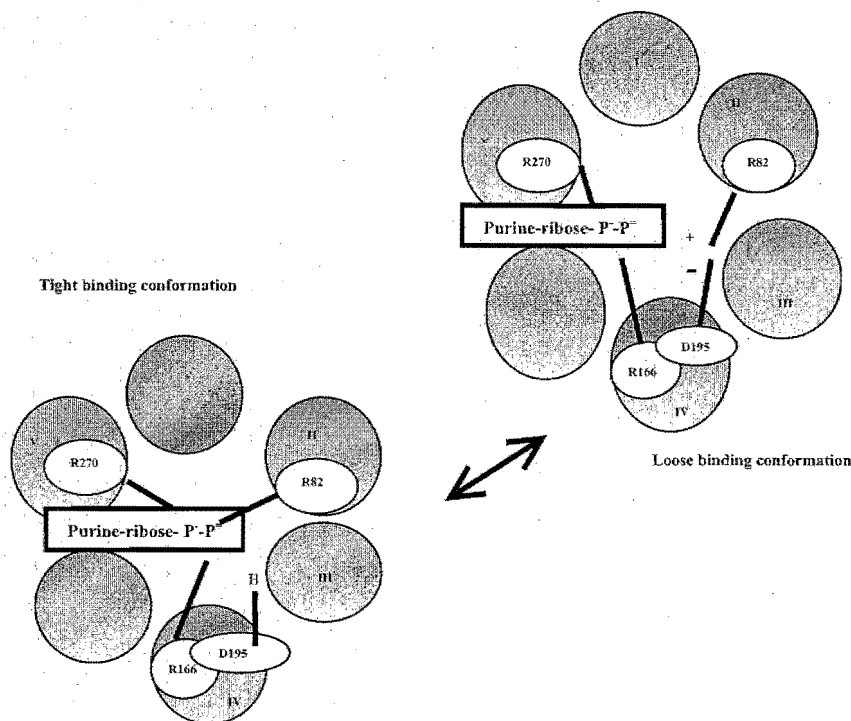 I
II
V
R270
R82
Purine-ribose- P⁻-P⁼
+
-
III
D195
R166
IV
Loose binding conformation
Tight binding conformation
V
II
R270
R82
Purine-ribose- P⁻-P⁼
H
III
D195
R166
IV